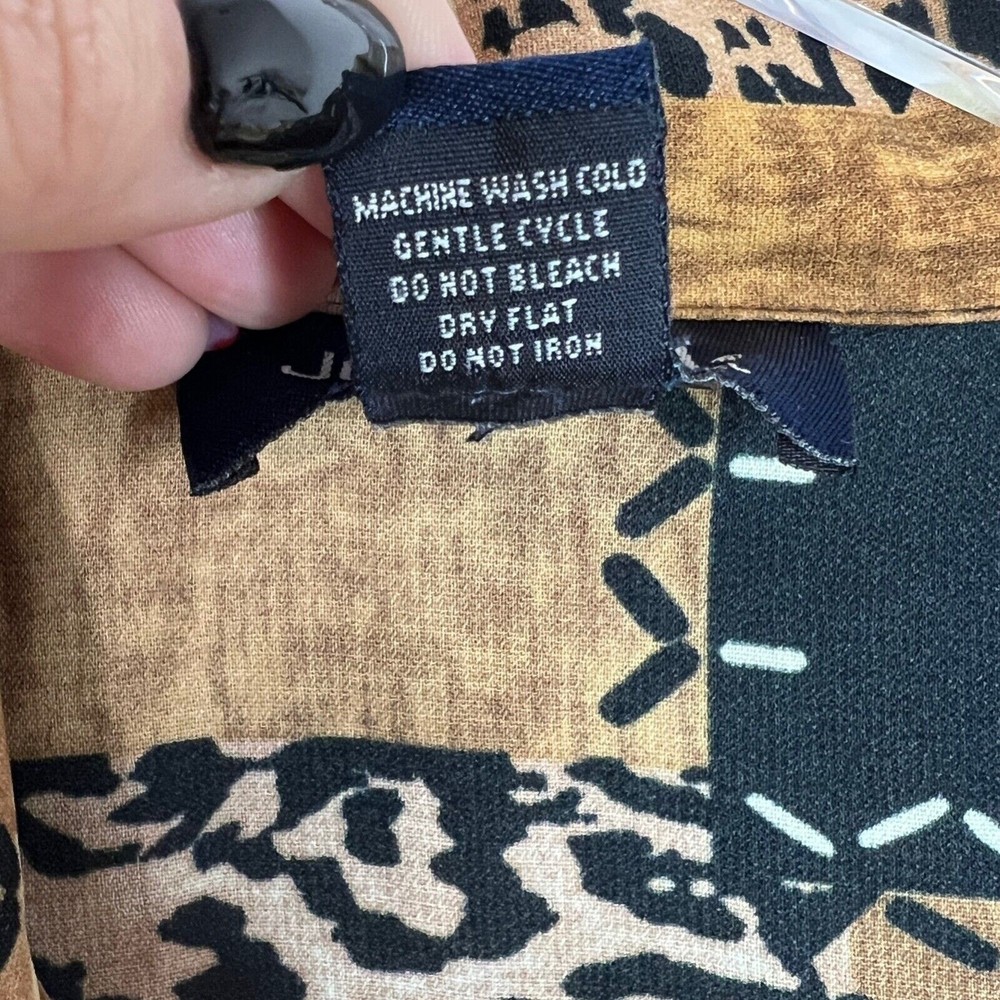 MACHINE WASH COLD
GENTLE CYCLE
DO NOT BLEACH
DRY FLAT
DO NOT IRON